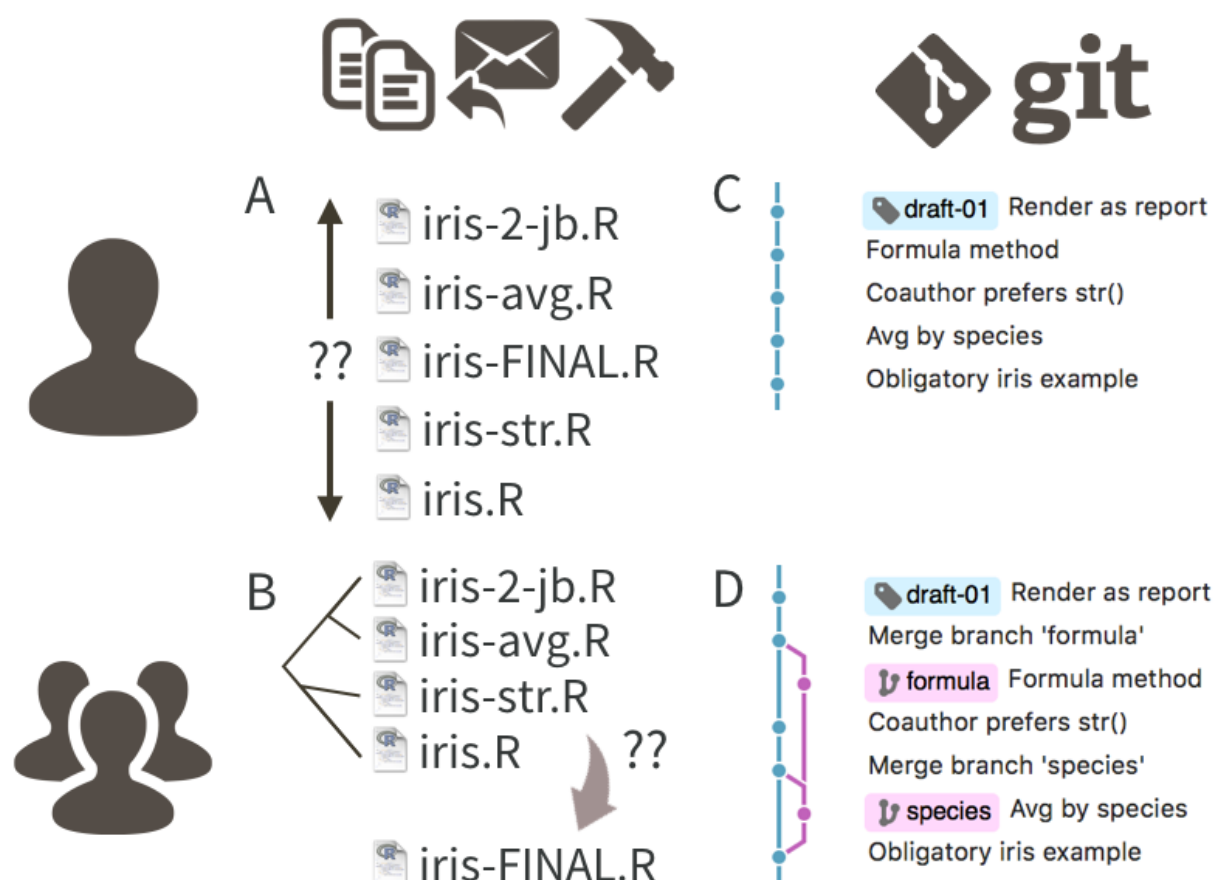 git
A
iris-2-jb.R
iris-avg.R
??
iris-FINAL.R
iris-str.R
iris.R
C
draft-01 Render as report
Formula method
Coauthor prefers str()
Avg by species
Obligatory iris example
B
iris-2-jb.R
iris-avg.R
iris-str.R
iris.R
??
iris-FINAL.R
D
draft-01 Render as report
Merge branch 'formula'
formula Formula method
Coauthor prefers str()
Merge branch 'species'
species Avg by species
Obligatory iris example